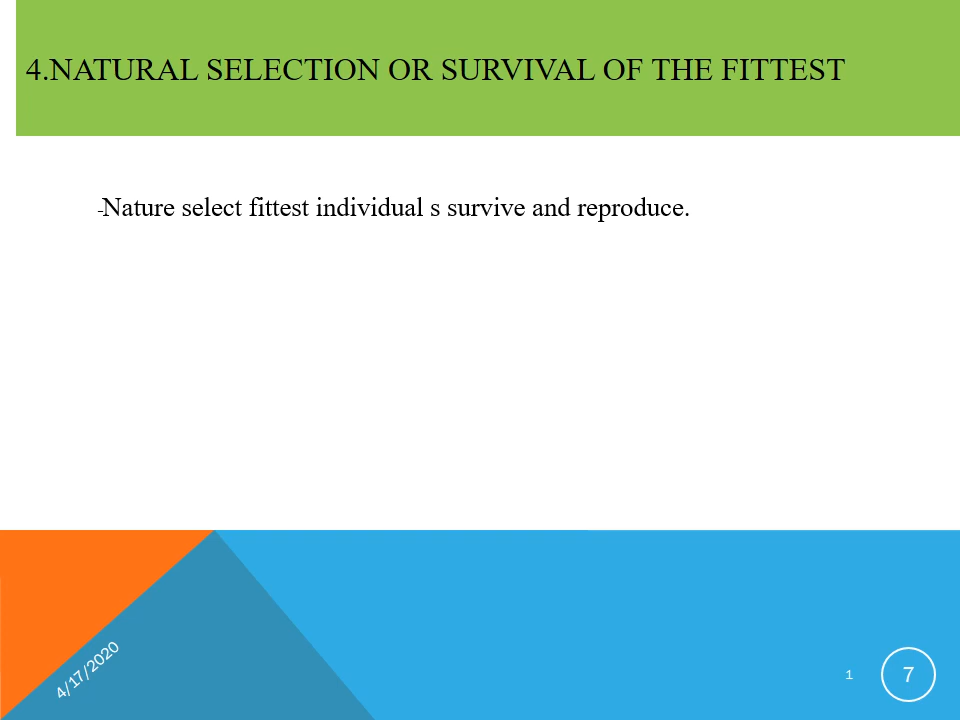 4.NATURAL SELECTION OR SURVIVAL OF THE FITTEST
-Nature select fittest individual s survive and reproduce.
4/17/2020
1
7